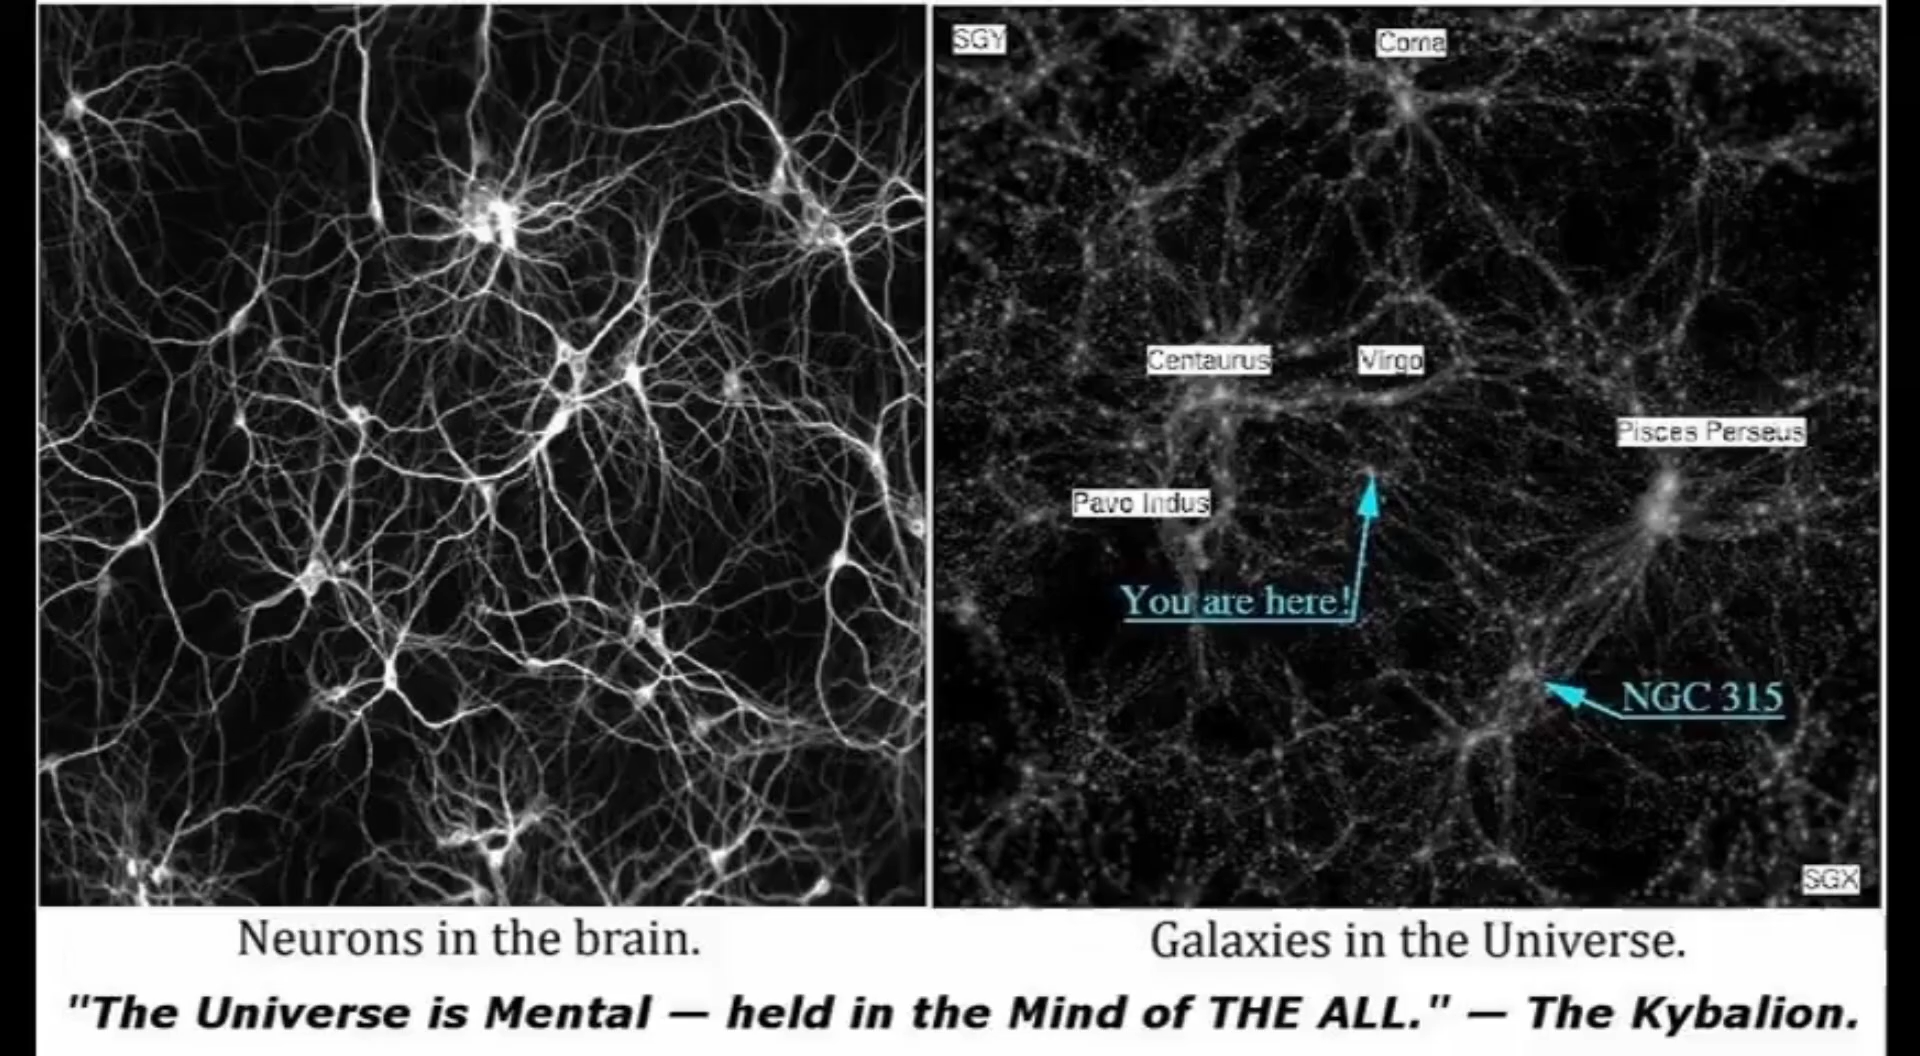 SGY
Coma
Centaurus
Virgo
Pisces Perseus
Pavo Indus
You are here!
NGC 315
SGX
Neurons in the brain.
Galaxies in the Universe.
"The Universe is Mental — held in the Mind of THE ALL." — The Kybalion.